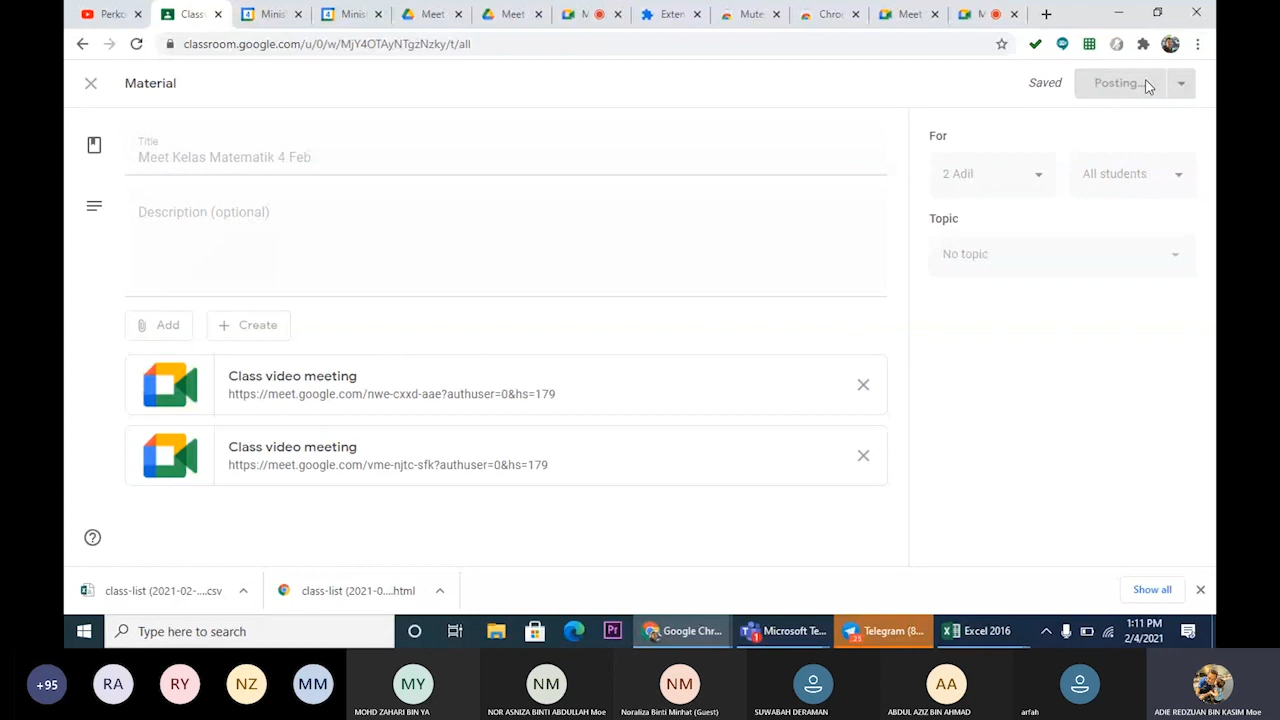 Perko
Class
Minis
Minis
Meet
Meet
Meet
Exten
Mute
Chro
Meet
Meet
classroom.google.com/u/0/w/MjY4OTAyNTgzNzky/t/all
Material
Saved
Posting...
Title
Meet Kelas Matematik 4 Feb
For
2 Adil
All students
Description (optional)
Topic
No topic
Add
Create
Class video meeting
https://meet.google.com/nwe-cxxd-aae?authuser=0&hs=179
Class video meeting
https://meet.google.com/vme-njtc-sfk?authuser=0&hs=179
class-list (2021-02-....csv
class-list (2021-0....html
Show all
Type here to search
Pr
Google Chr...
1
Microsoft Te...
25
Telegram (8...
Excel 2016
1:11 PM
2/4/2021
+95
RA
RY
NZ
MM
MY
MOHD ZAHARI BIN YA
NM
NOR ASNIZA BINTI ABDULLAH Moe
NM
Noraliza Binti Minhat (Guest)
SUWABAH DERAMAN
AA
ABDUL AZIZ BIN AHMAD
arfah
ADIE REDZUAN BIN KASIM Moe